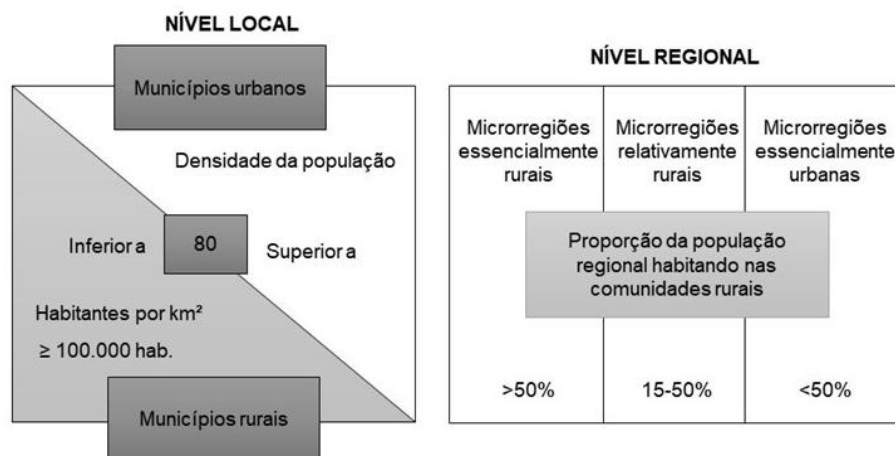 NÍVEL LOCAL
Municípios urbanos
Densidade da população
Inferior a
80
Superior a
Habitantes por km²
≥ 100.000 hab.
Municípios rurais
NÍVEL REGIONAL
Microrregiões
essencialmente
rurais
Microrregiões
relativamente
rurais
Microrregiões
essencialmente
urbanas
Proporção da população
regional habitando nas
comunidades rurais
>50%
15-50%
<50%